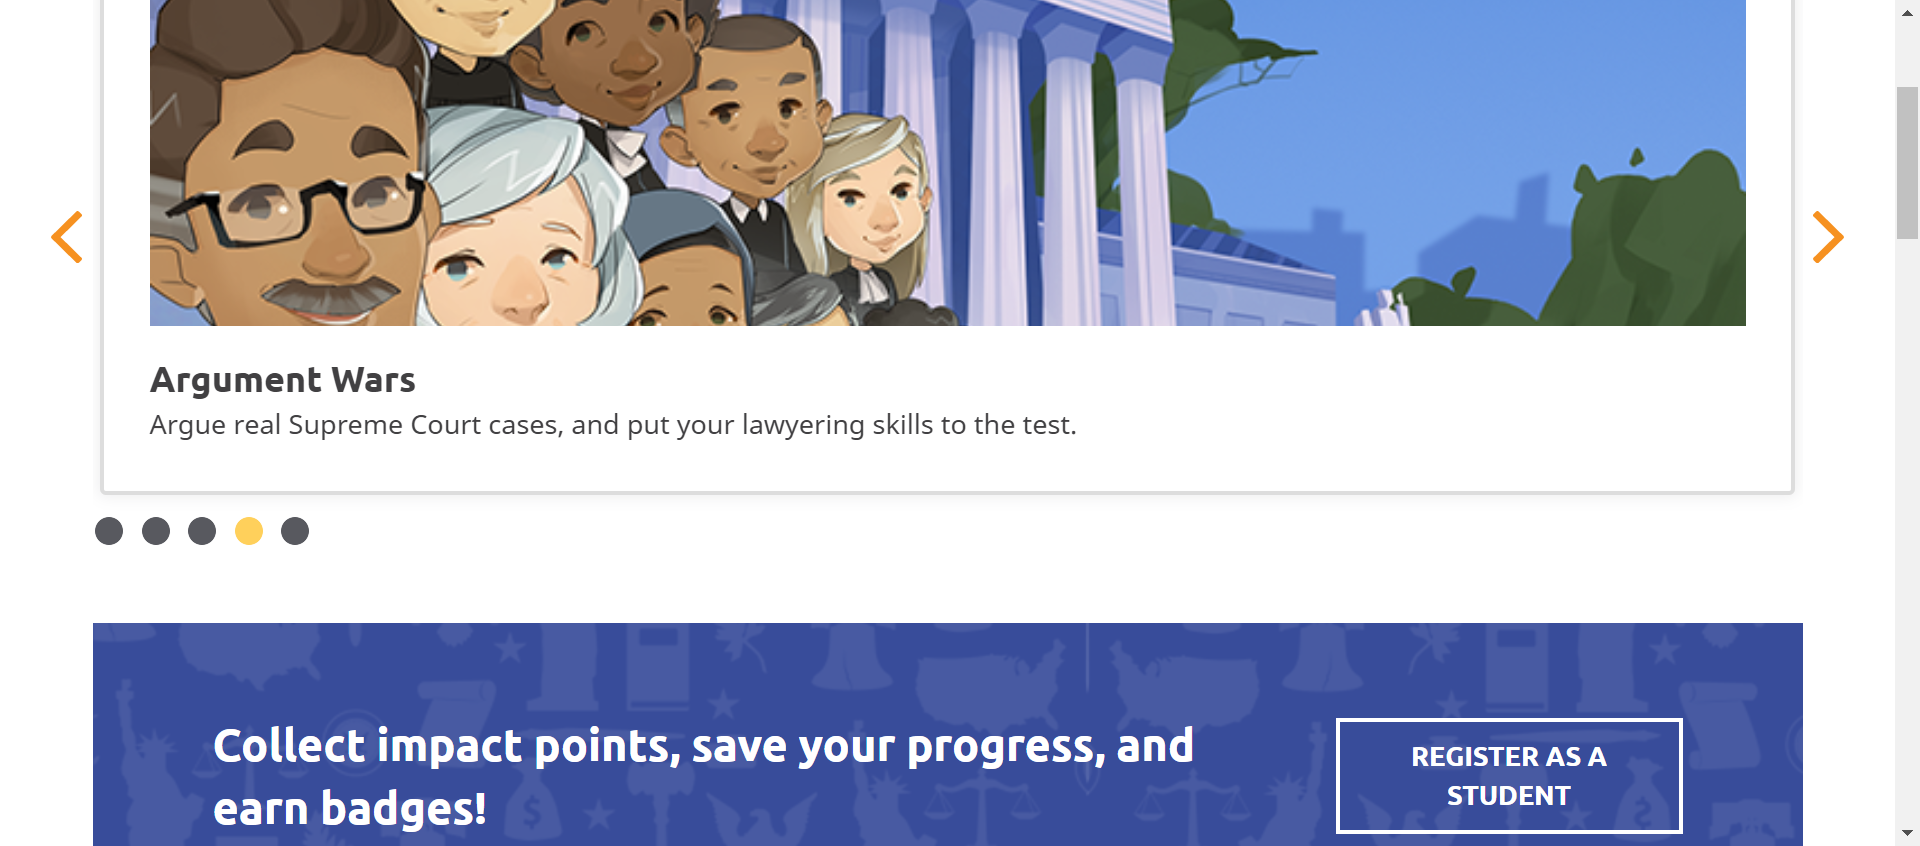 Argument Wars
Argue real Supreme Court cases, and put your lawyering skills to the test.
Collect impact points, save your progress, and
earn badges!
REGISTER AS A
STUDENT